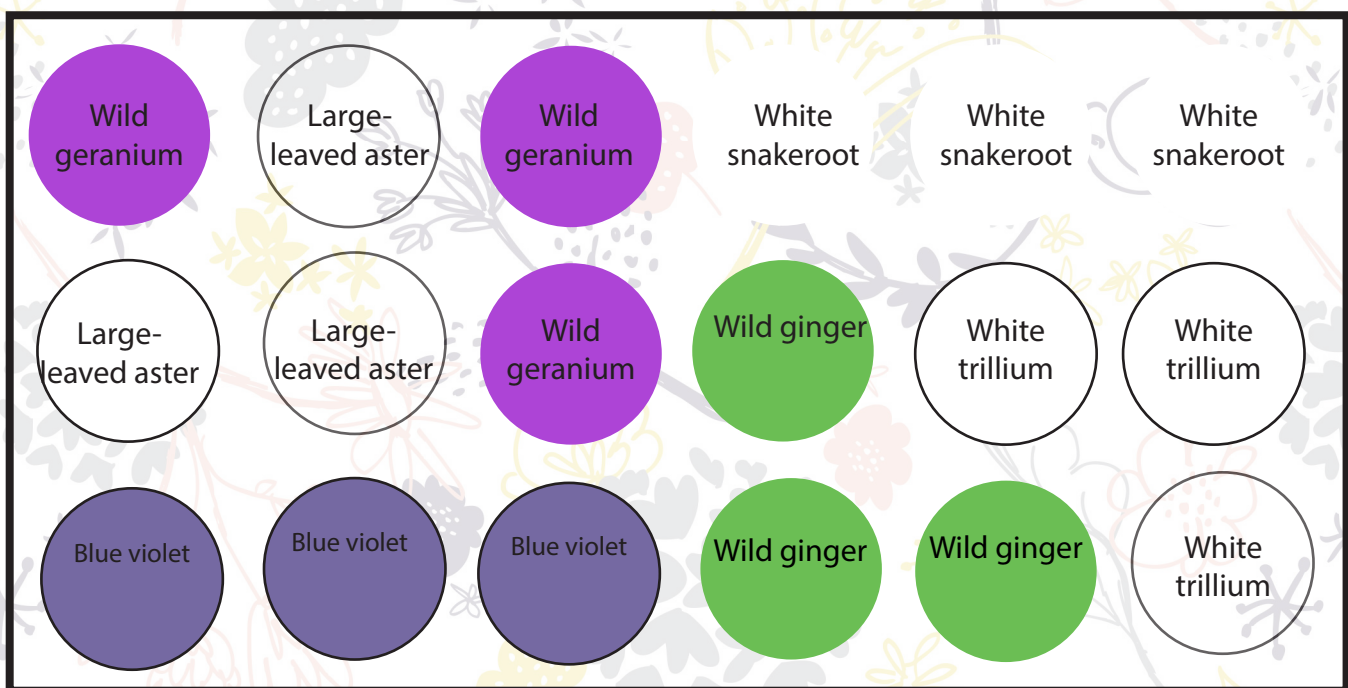 Wild
geranium
Large-
leaved aster
Wild
geranium
White
snakeroot
White
snakeroot
White
snakeroot
Large-
leaved aster
Large-
leaved aster
Wild
geranium
Wild ginger
White
trillium
White
trillium
Blue violet
Blue violet
Blue violet
Wild ginger
Wild ginger
White
trillium